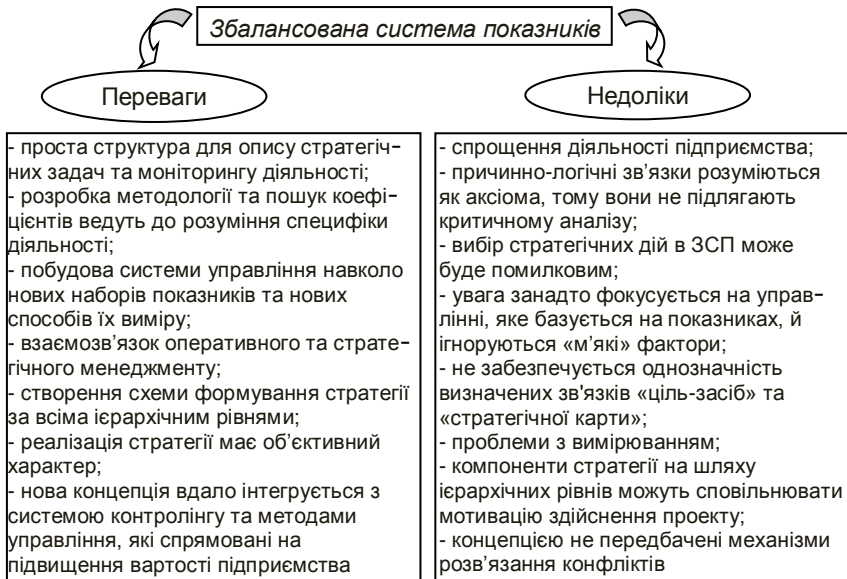 Збалансована система показників
Переваги
Недоліки
- проста структура для опису стратегіч-
них задач та моніторингу діяльності;
- розробка методології та пошук коефі-
цієнтів ведуть до розуміння специфіки
діяльності;
- побудова системи управління навколо
нових наборів показників та нових
способів їх виміру;
- взаємозв’язок оперативного та страте-
гічного менеджменту;
- створення схеми формування стратегії
за всіма ієрархічним рівнями;
- реалізація стратегії має об’єктивний
характер;
- нова концепція вдало інтегрується з
системою контролінгу та методами
управління, які спрямовані на
підвищення вартості підприємства
- спрощення діяльності підприємства;
- причинно-логічні зв’язки розуміються
як аксіома, тому вони не підлягають
критичному аналізу;
- вибір стратегічних дій в ЗСП може
буде помилковим;
- увага занадто фокусується на управ-
лінні, яке базується на показниках, й
ігноруються «м’які» фактори;
- не забезпечується однозначність
визначених зв'язків «ціль-засіб» та
«стратегічної карти»;
- проблеми з вимірюванням;
- компоненти стратегії на шляху
ієрархічних рівнів можуть сповільнювати
мотивацію здійснення проекту;
- концепцією не передбачені механізми
розв’язання конфліктів